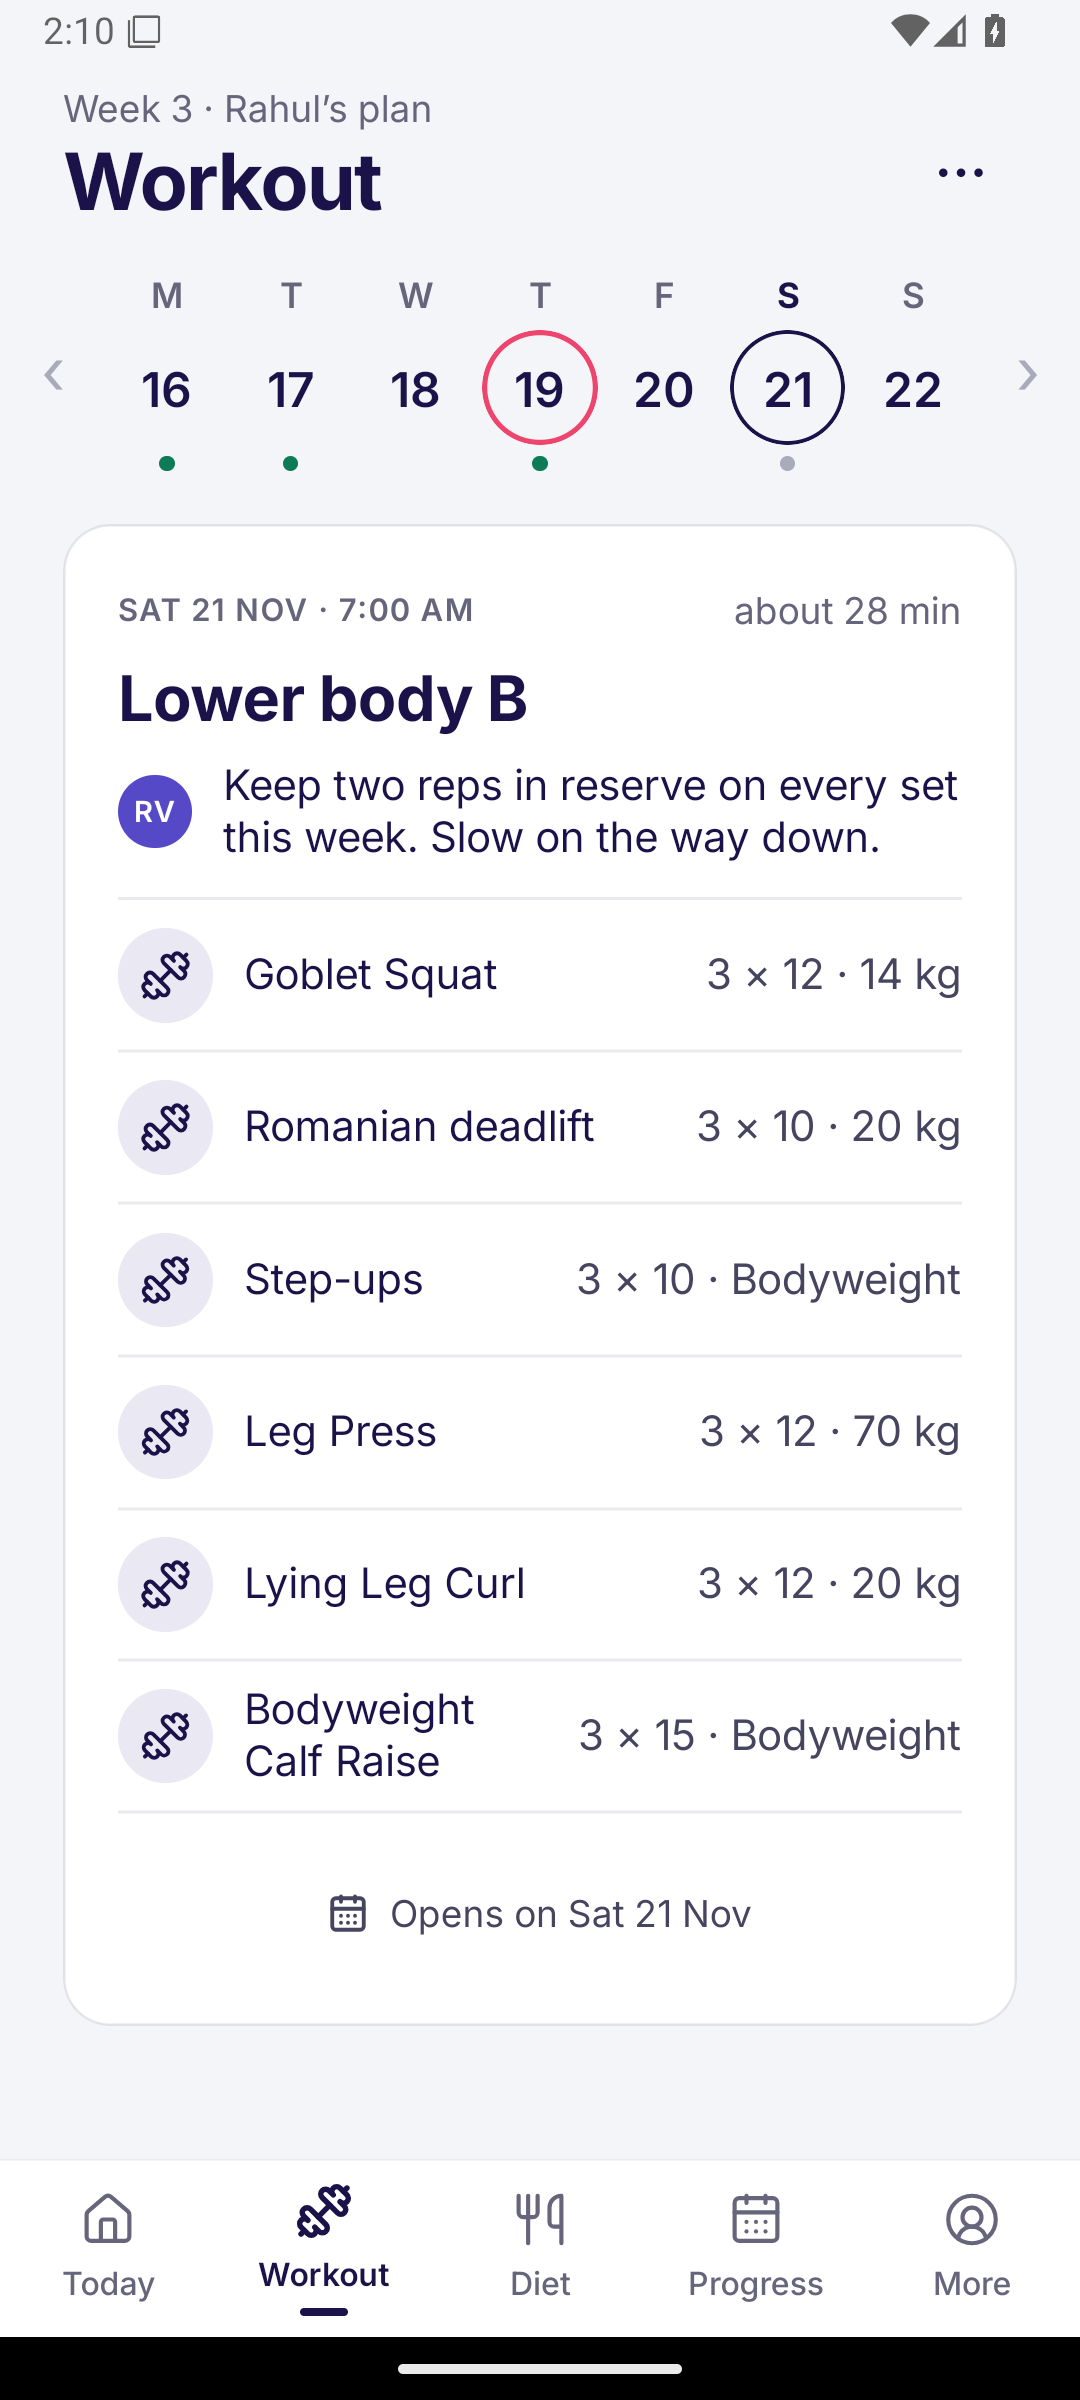 2:10
Week 3 · Rahul’s plan
Workout
M T W T F S S
16 17 18 19 20 21 22
SAT 21 NOV · 7:00 AM about 28 min
Lower body B
RV
Keep two reps in reserve on every set
this week. Slow on the way down.
Goblet Squat 3 × 12 · 14 kg
Romanian deadlift 3 × 10 · 20 kg
Step-ups 3 × 10 · Bodyweight
Leg Press 3 × 12 · 70 kg
Lying Leg Curl 3 × 12 · 20 kg
Bodyweight
Calf Raise 3 × 15 · Bodyweight
Opens on Sat 21 Nov
Today Workout Diet Progress More